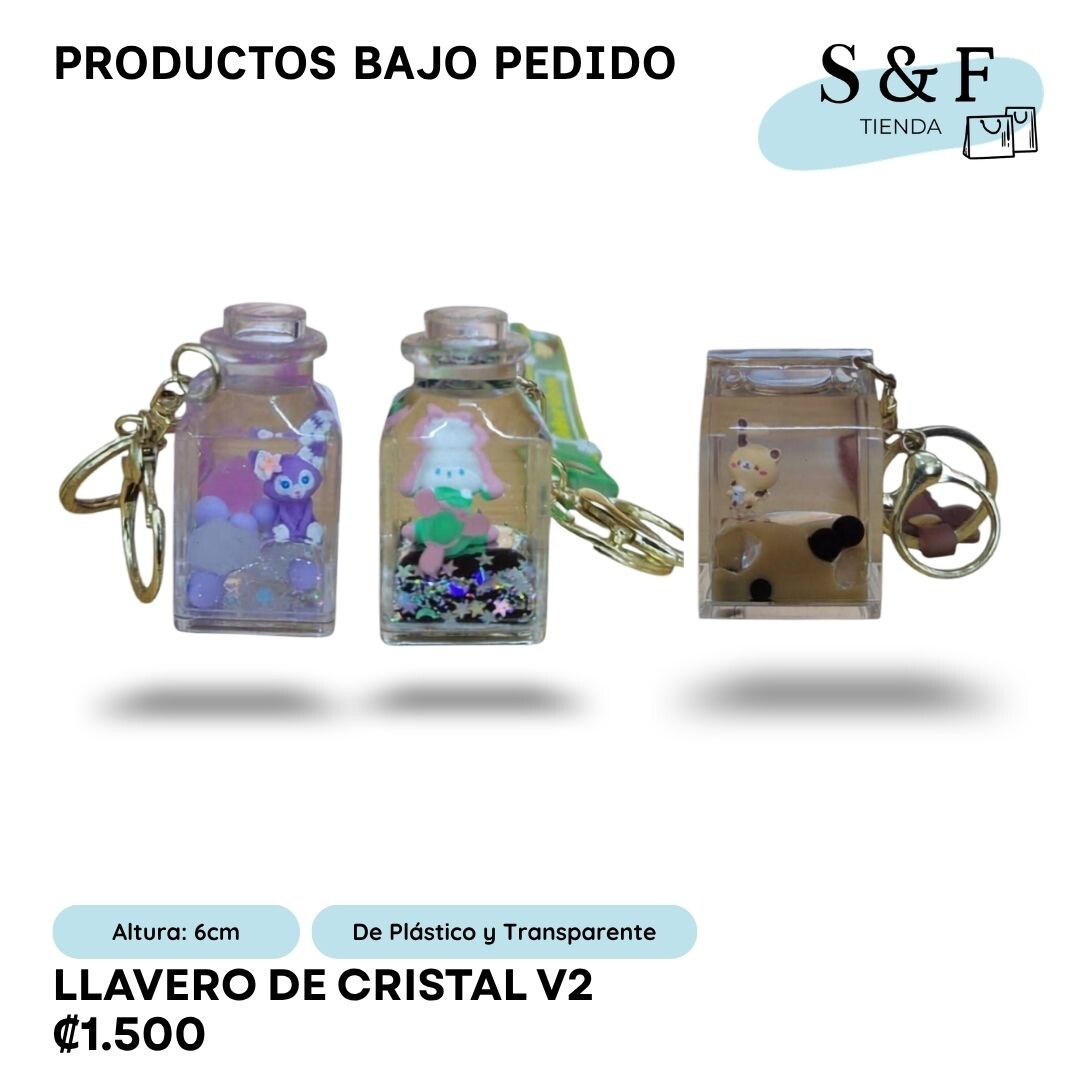 PRODUCTOS BAJO PEDIDO
S & F
TIENDA
Altura: 6cm
De Plástico y Transparente
LLAVERO DE CRISTAL V2
₡1.500